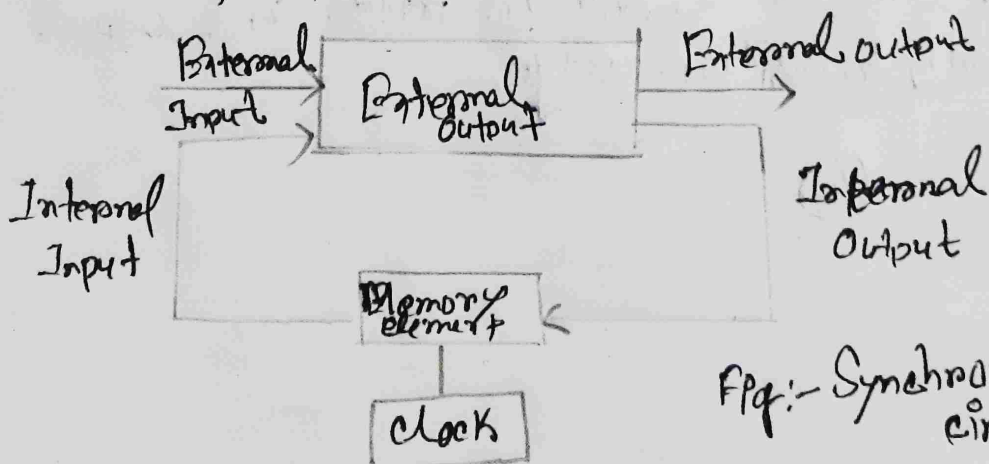 External
Input
External
output
External output
Internal
Input
Internal
Output
Memory
element
Clock
Fig:- Synchro
cir